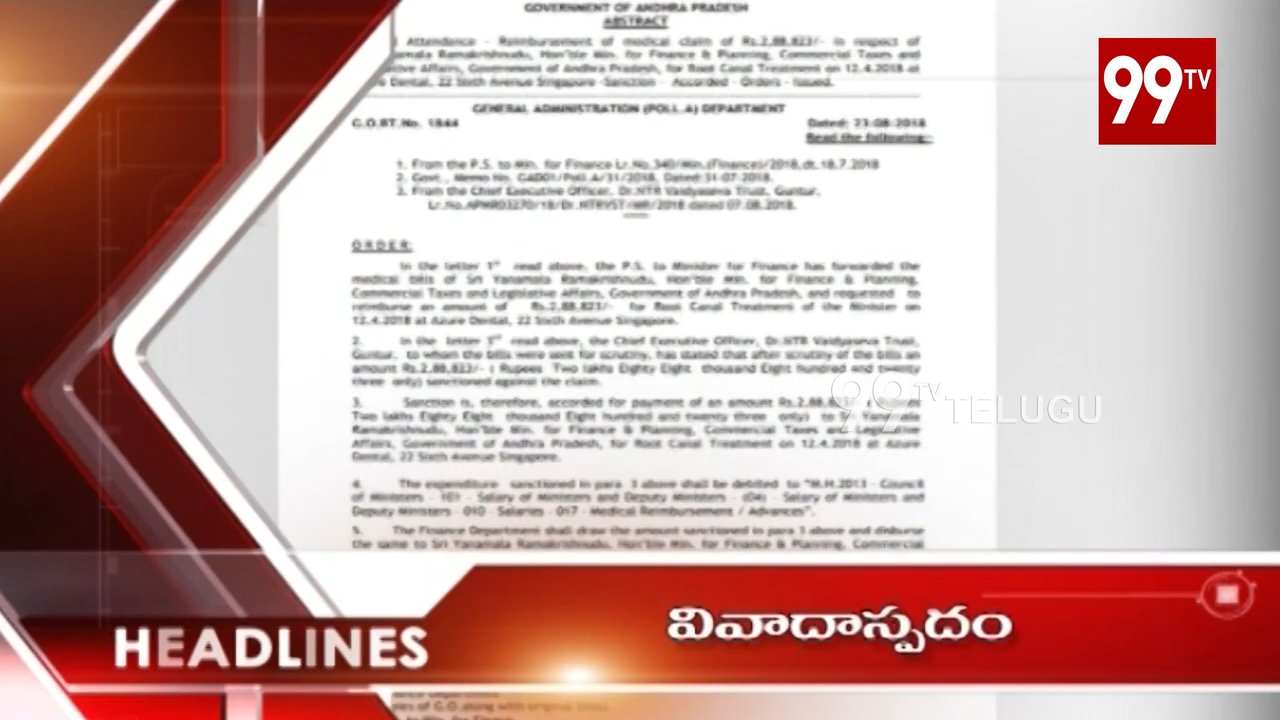 GOVERNMENT OF ANDHRA PRADESH
ABSTRACT
Attendance - Reimbursement of medical claim of Rs.2,88,823/- in respect of
amala Ramakrishnudu, Hon'ble Min. for Finance & Planning, Commercial Taxes and
ative Affairs, Government of Andhra Pradesh, for Root Canal Treatment on 12.4.2018 at
Dental, 22 Sixth Avenue Singapore -Sanction - Accorded - Orders - Issued.
GENERAL ADMINISTRATION (POLL.A) DEPARTMENT
G.O.RT.No. 1844
Dated: 23-08-2018
Read the following:-
1. From the P.S. to Min. for Finance Lr.No.340/Min.(Finance)/2018,dt.18.7.2018
2. Govt., Memo No. GAD01/Poll.A/31/2018, Dated:31-07-2018.
3. From the Chief Executive Officer, Dr.NTR Vaidyaseva Trust, Guntur,
Lr.No.APMR03270/18/Dr.NTRVST/MR/2018 dated 07.08.2018.
O R D E R:
In the letter 1st read above, the P.S. to Minister for Finance has forwarded the
medical bills of Sri Yanamala Ramakrishnudu, Hon'ble Min. for Finance & Planning,
Commercial Taxes and Legislative Affairs, Government of Andhra Pradesh, and requested to
reimburse an amount of Rs.2,88,823/- for Root Canal Treatment of the Minister on
12.4.2018 at Azure Dental, 22 Sixth Avenue Singapore.
2. In the letter 3rd read above, the Chief Executive Officer, Dr.NTR Vaidyaseva Trust,
Guntur, to whom the bills were sent for scrutiny, has stated that after scrutiny of the bills an
amount Rs.2,88,823/- ( Rupees Two lakhs Eighty Eight thousand Eight hundred and twenty
three only) sanctioned against the claim.
3. Sanction is, therefore, accorded for payment of an amount Rs.2,88,
Two lakhs Eighty Eight thousand Eight hundred and twenty three only) to Yanamala
Ramakrishnudu, Hon'ble Min. for Finance & Planning, Commercial Taxes and Legislative
Affairs, Government of Andhra Pradesh, for Root Canal Treatment on 12.4.2018 at Azure
Dental, 22 Sixth Avenue Singapore.
4. The expenditure sanctioned in para 3 above shall be debited to "M.H.2013 - Council
of Ministers - 101 - Salary of Ministers and Deputy Ministers - (04) - Salary of Ministers and
Deputy Ministers - 010 - Salaries - 017 - Medical Reimbursement / Advances".
5. The Finance Department shall draw the amount sanctioned in para 3 above and disburse
the same to Sri Yanamala Ramakrishnudu, Hon'ble Min. for Finance & Planning, Commercial
99TV
99TV TELUGU
HEADLINES
వివాదాస్పదం
of G.O.along with original